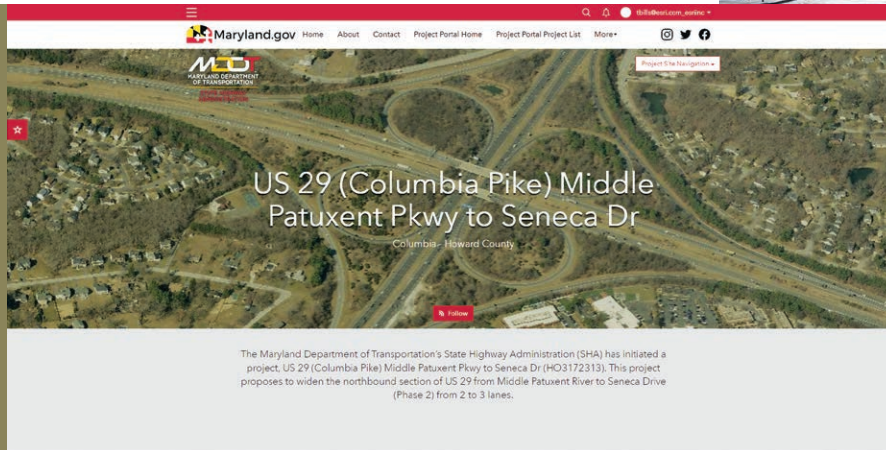 tbills@esri.com_esriinc
Maryland.gov Home About Contact Project Portal Home Project Portal Project List More
MDOT
MARYLAND DEPARTMENT
OF TRANSPORTATION
Project Site Navigation
US 29 (Columbia Pike) Middle
Patuxent Pkwy to Seneca Dr
Columbia - Howard County
Follow
The Maryland Department of Transportation's State Highway Administration (SHA) has initiated a
project, US 29 (Columbia Pike) Middle Patuxent Pkwy to Seneca Dr (HO3172313). This project
proposes to widen the northbound section of US 29 from Middle Patuxent River to Seneca Drive
(Phase 2) from 2 to 3 lanes.